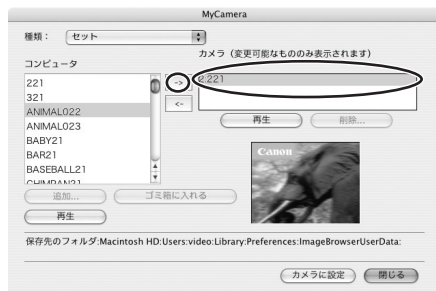 MyCamera
種類： セット
カメラ（変更可能なもののみ表示されます）
コンピュータ
221
321
ANIMAL022
ANIMAL023
BABY21
BAR21
BASEBALL21
CHIMPAN21
->
<-
2.221
再生
削除...
Canon
追加...
ゴミ箱に入れる
再生
保存先のフォルダ:Macintosh HD:Users:video:Library:Preferences:ImageBrowserUserData:
カメラに設定
閉じる